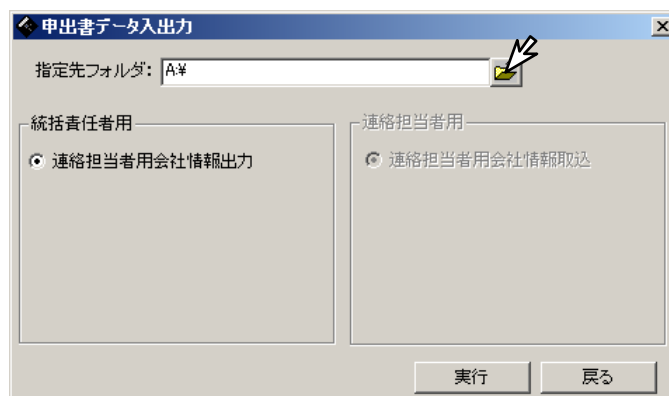 申出書データ入出力
指定先フォルダ: A:¥
統括責任者用
連絡担当者用会社情報出力
連絡担当者用
連絡担当者用会社情報取込
実行
戻る